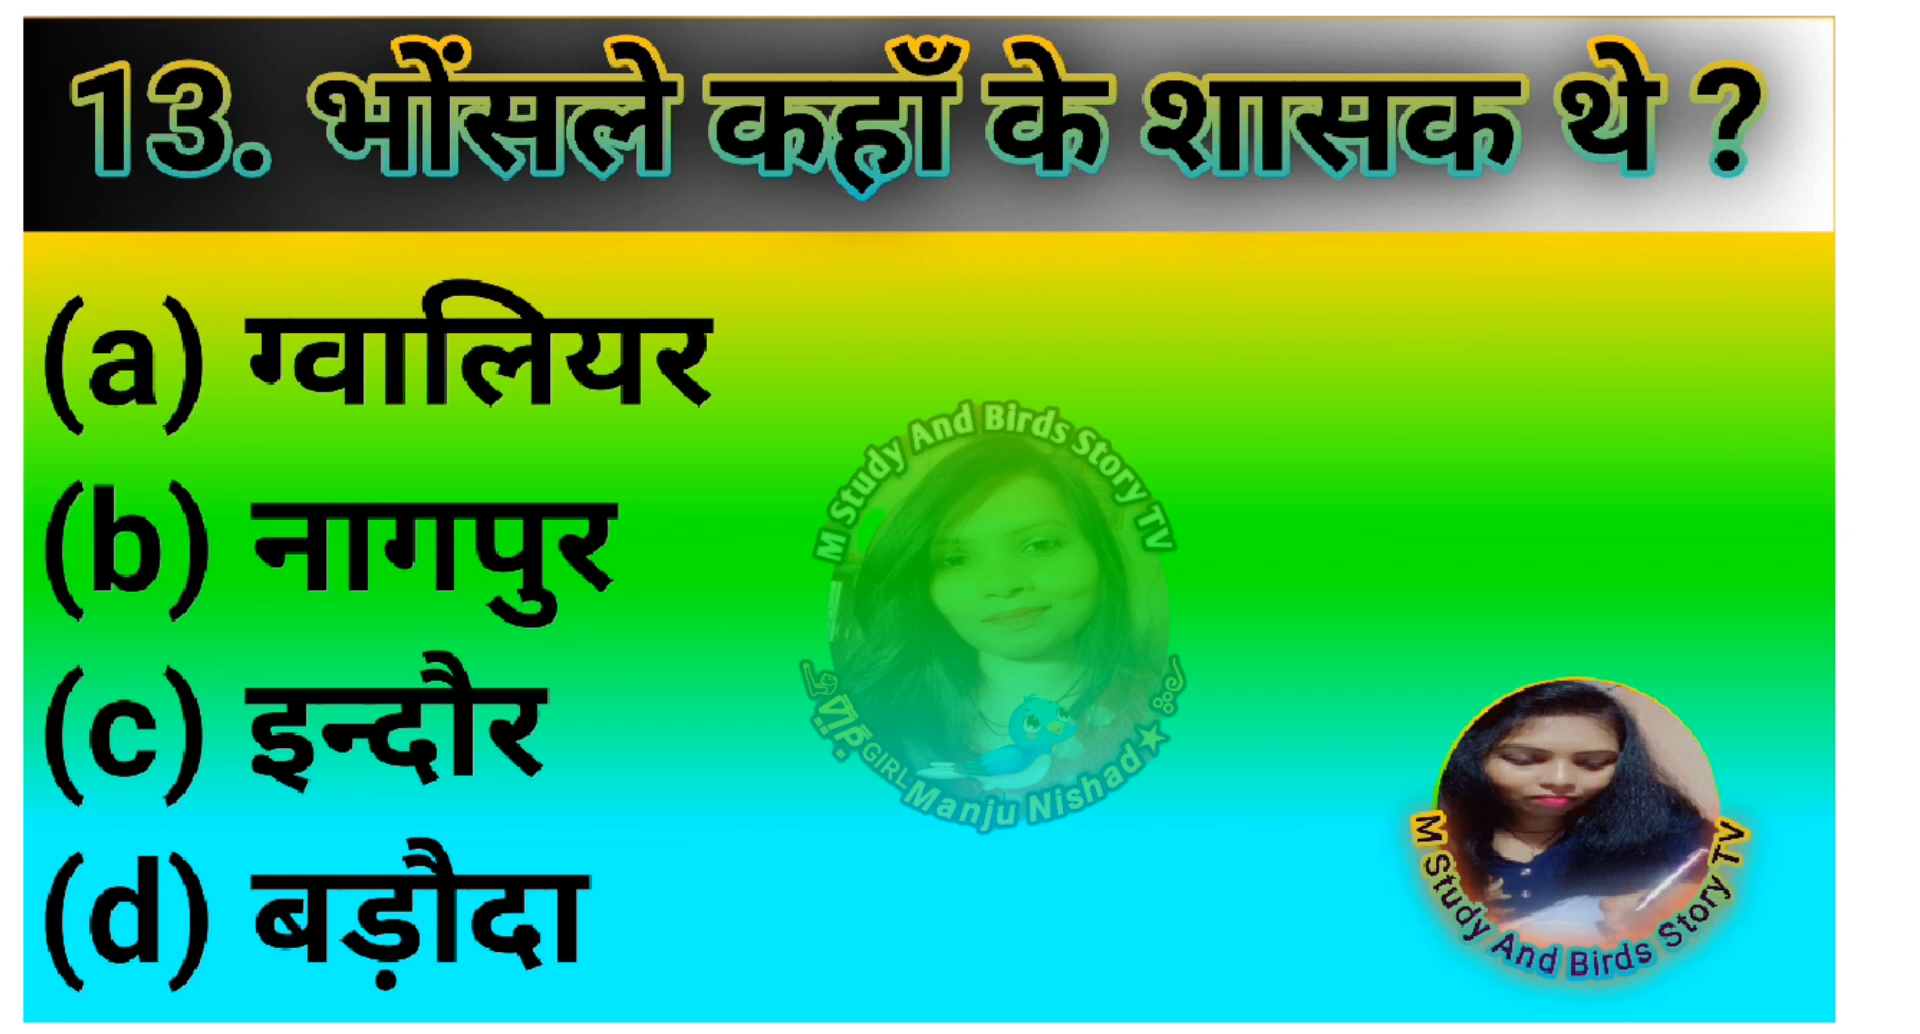 13. भोंसले कहाँ के शासक थे ?
(a) ग्वालियर
(b) नागपुर
(c) इन्दौर
(d) बड़ौदा
M Study And Birds Story TV
GIRL Manju Nishad★
M Study And Birds Story TV